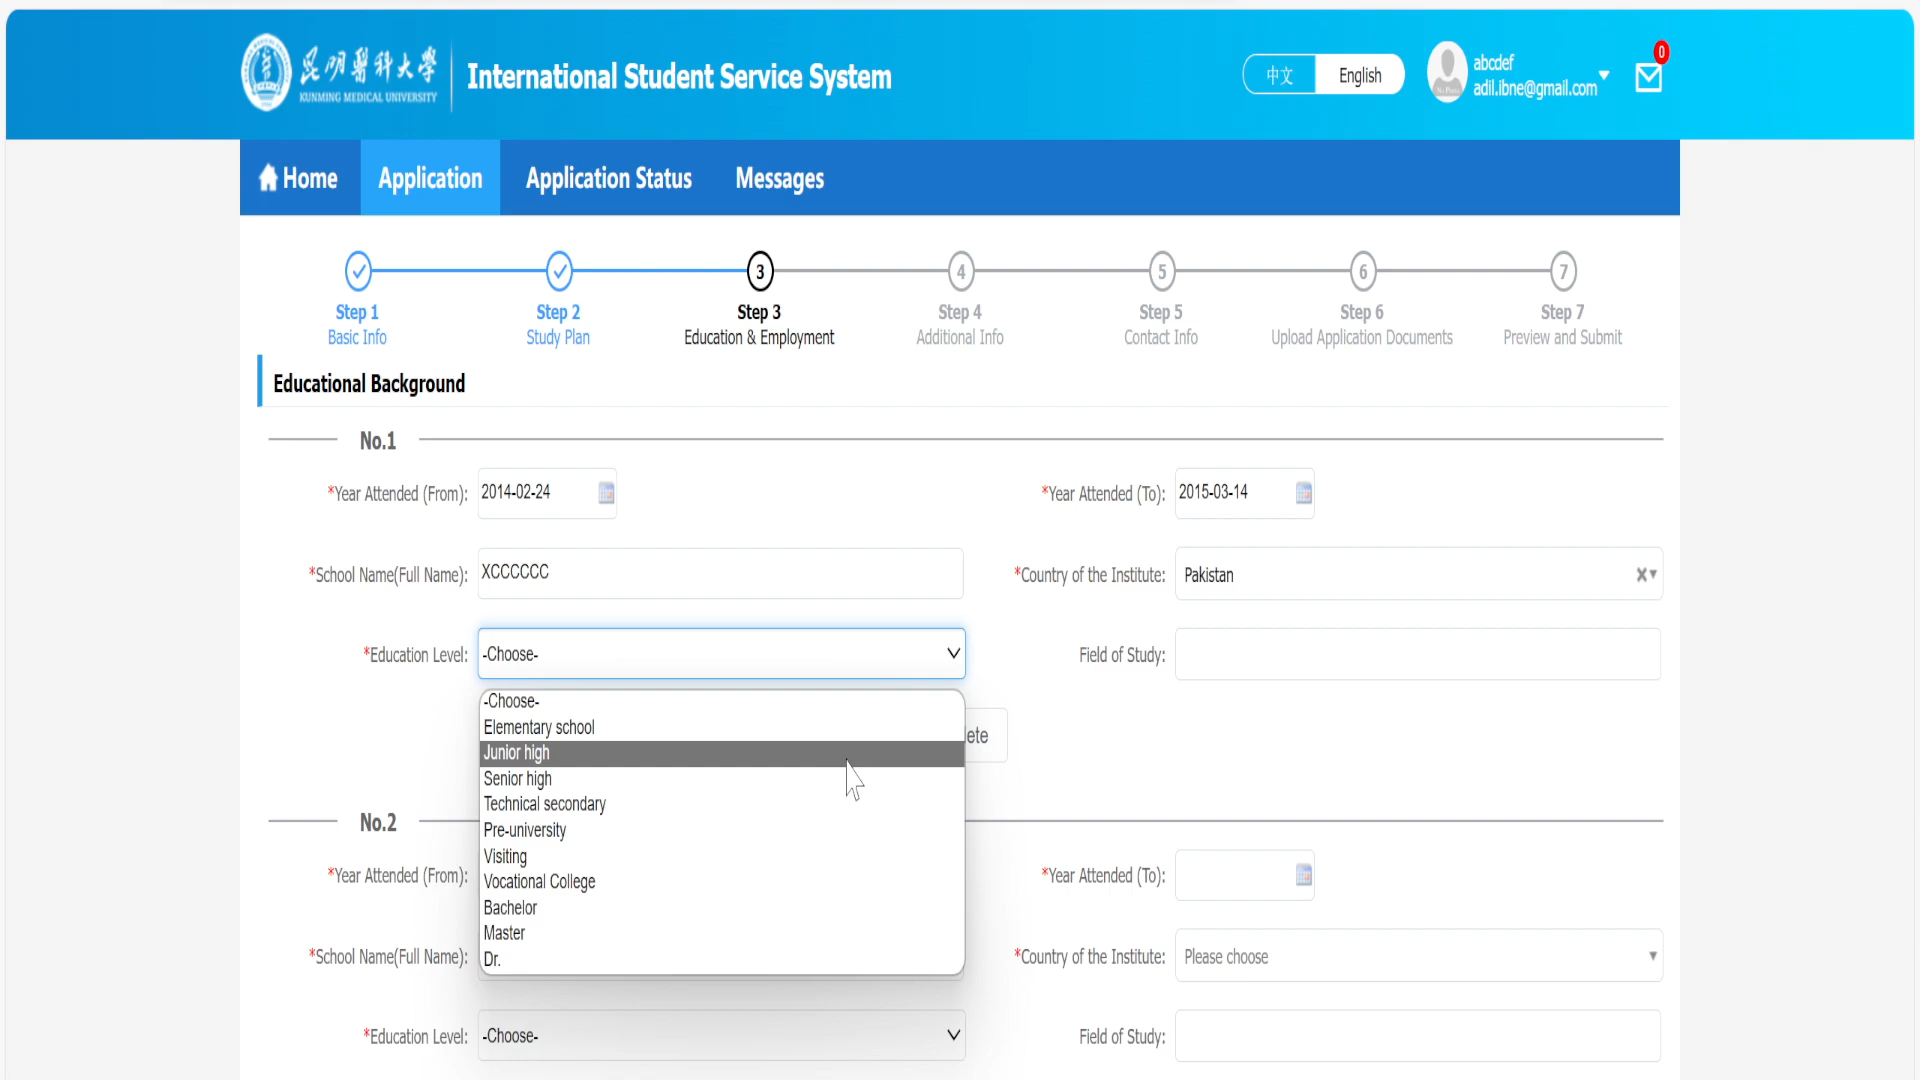 昆明醫科大學
KUNMING MEDICAL UNIVERSITY
International Student Service System
中文 English
abcdef
adil.ibne@gmail.com
0
Home Application Application Status Messages
3 4 5 6 7
Step 1 Step 2 Step 3 Step 4 Step 5 Step 6 Step 7
Basic Info Study Plan Education & Employment Additional Info Contact Info Upload Application Documents Preview and Submit
Educational Background
No.1
*Year Attended (From): 2014-02-24 *Year Attended (To): 2015-03-14
*School Name(Full Name): XCCCCCC *Country of the Institute: Pakistan
*Education Level: -Choose- Field of Study:
-Choose-
Elementary school
Junior high
Senior high
Technical secondary
Pre-university
Visiting
Vocational College
Bachelor
Master
Dr.
lete
No.2
*Year Attended (From): *Year Attended (To):
*School Name(Full Name): *Country of the Institute: Please choose
*Education Level: -Choose- Field of Study: